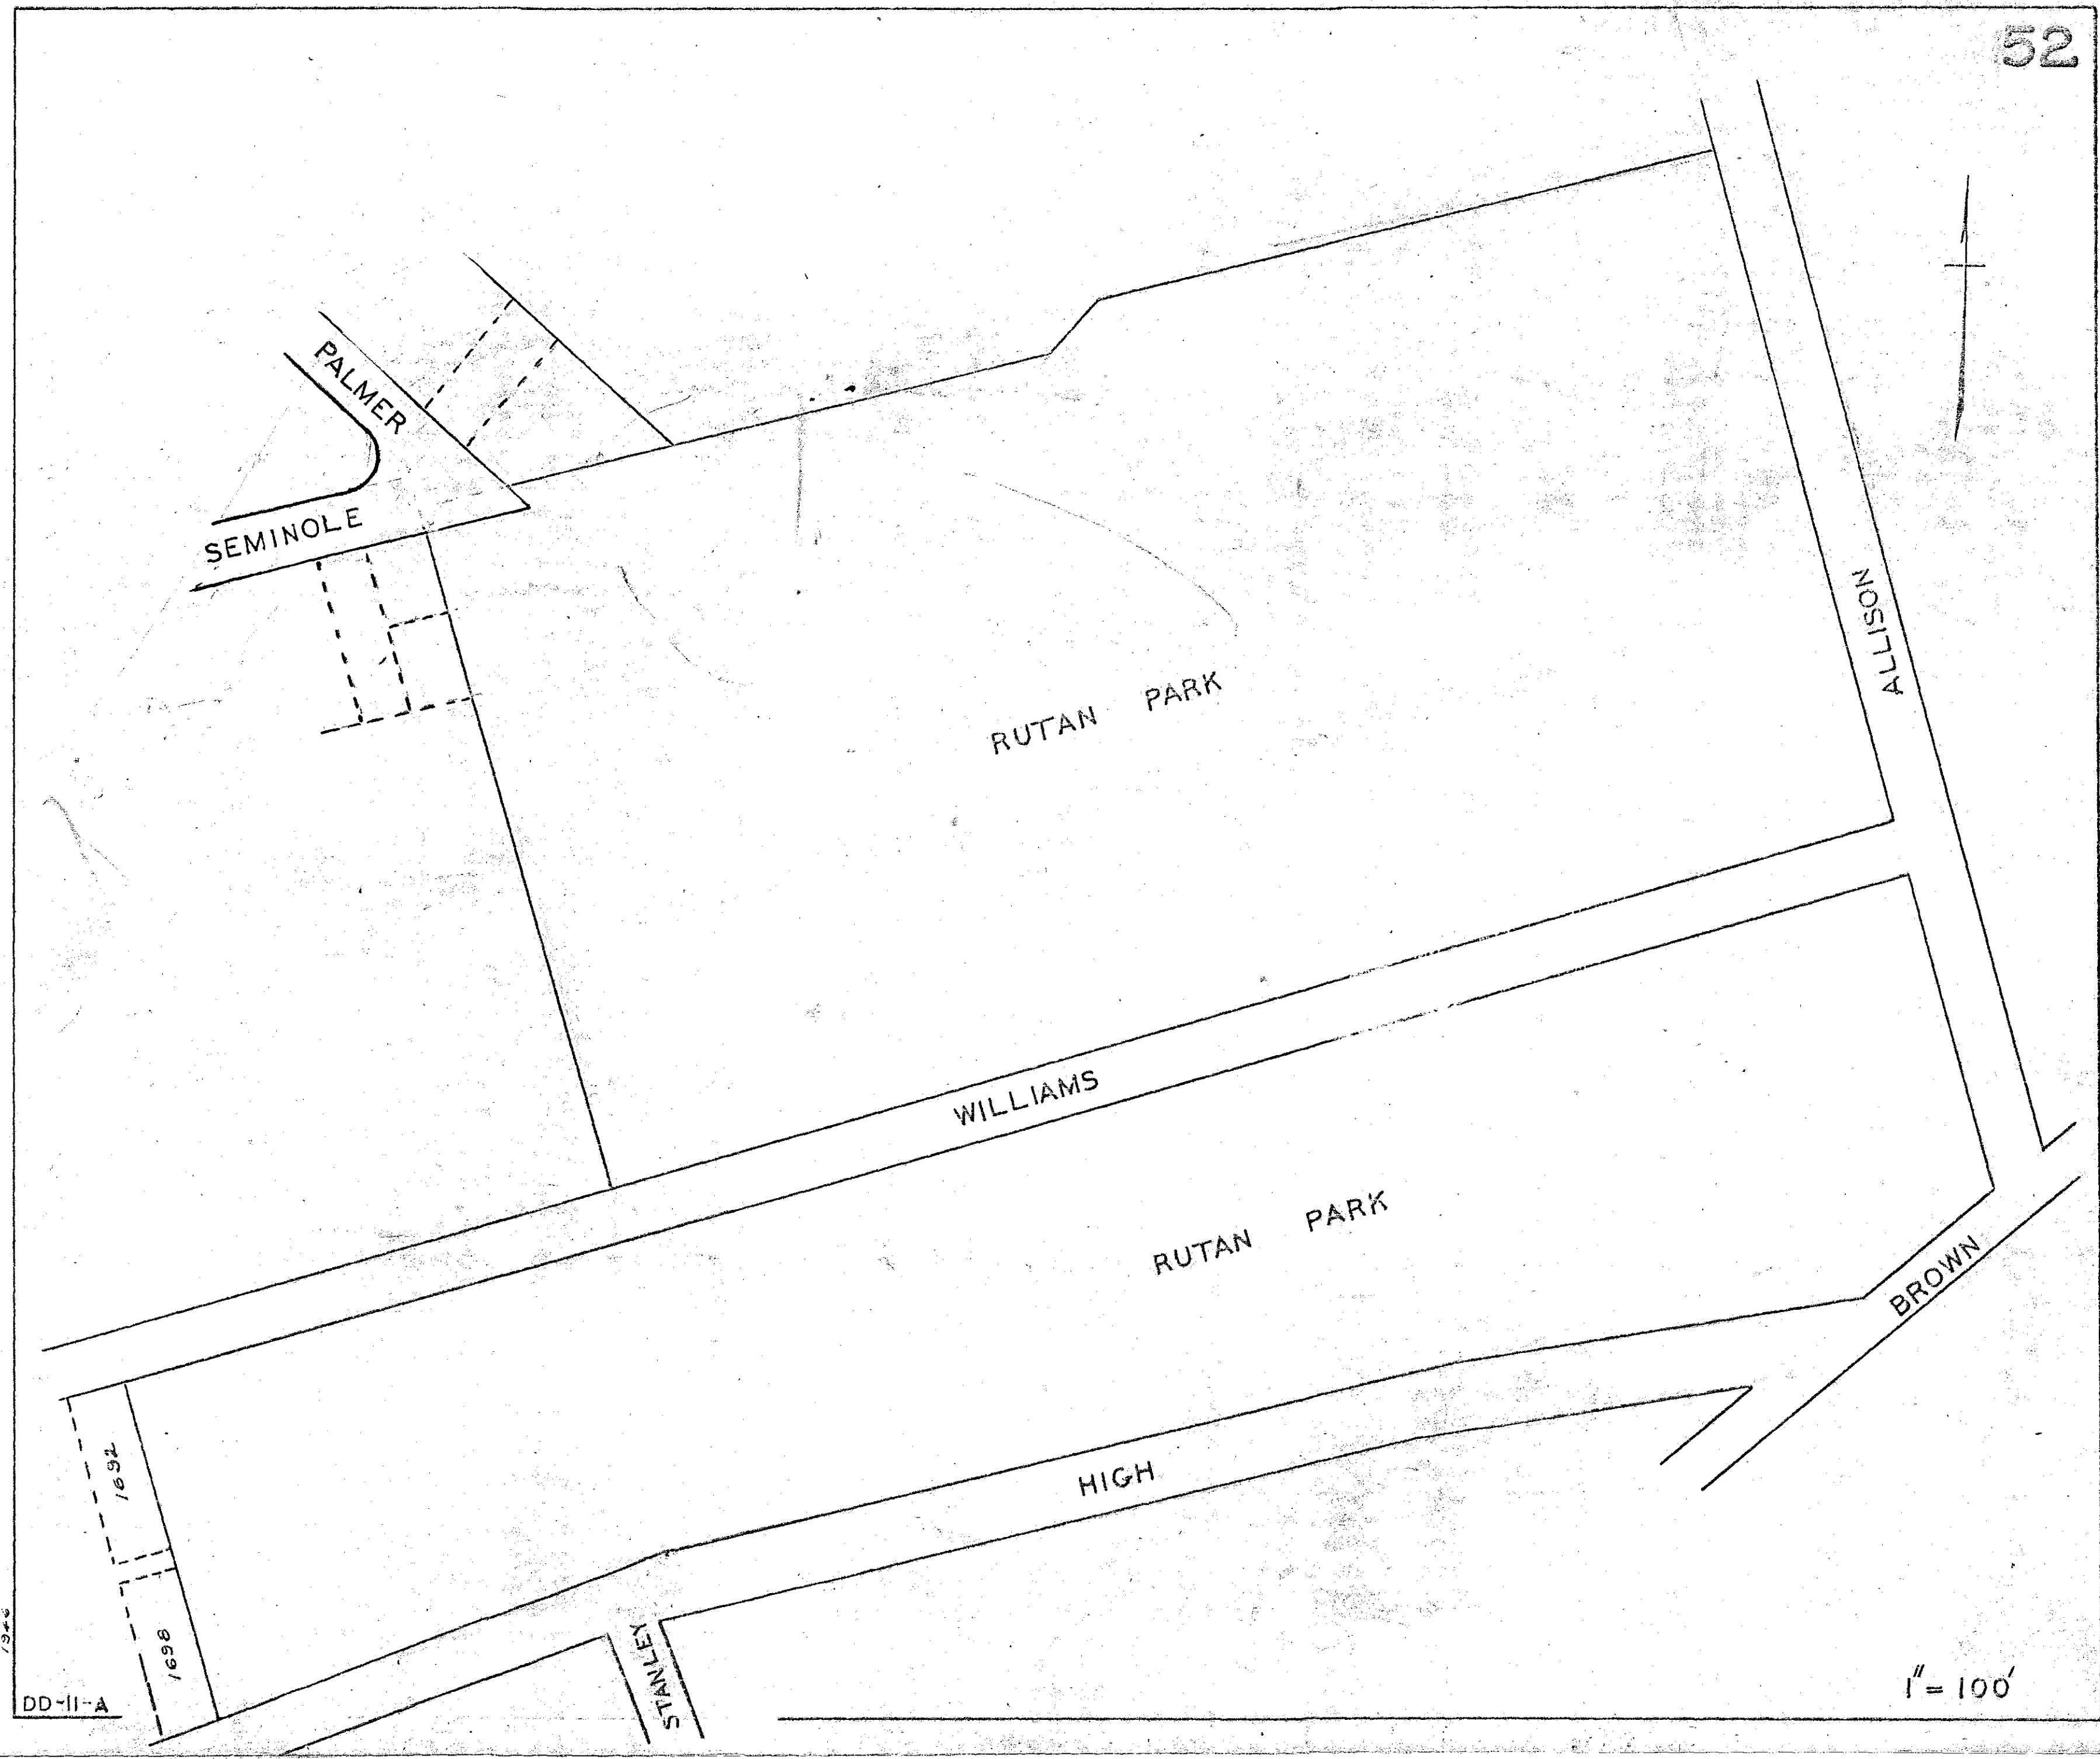 52
PALMER
SEMINOLE
ALLISON
RUTAN PARK
WILLIAMS
RUTAN PARK
BROWN
1692
HIGH
1698
STANLEY
DD-11-A
1" = 100'